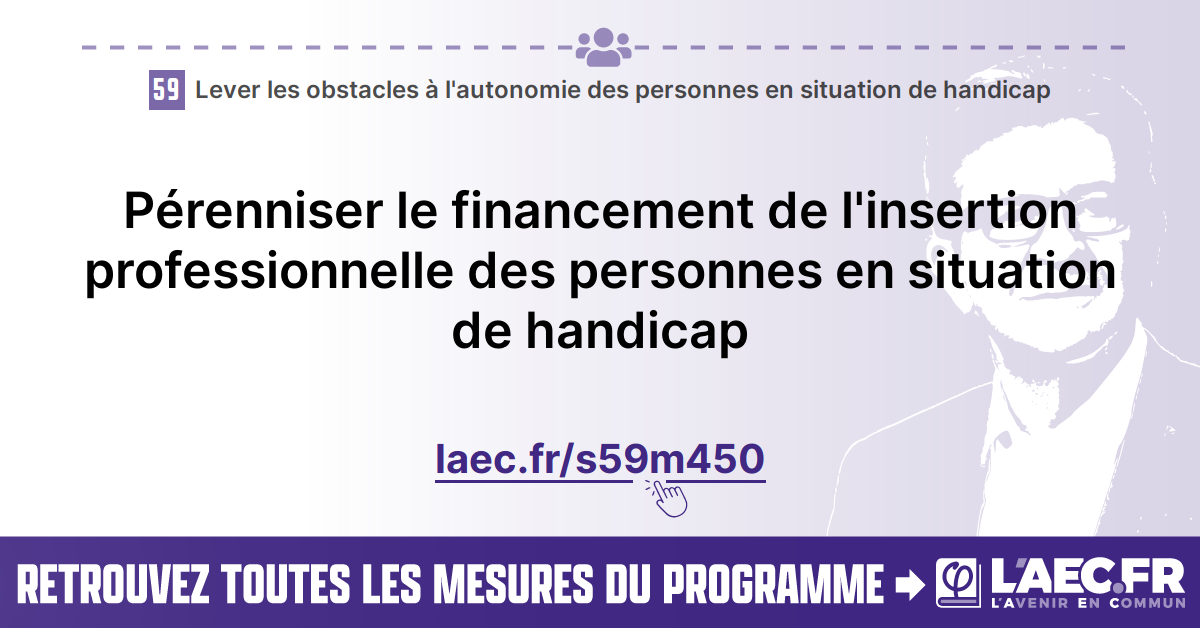 59 Lever les obstacles à l'autonomie des personnes en situation de handicap
Pérenniser le financement de l'insertion
professionnelle des personnes en situation
de handicap
laec.fr/s59m450
RETROUVEZ TOUTES LES MESURES DU PROGRAMME
L'AEC.FR
L'AVENIR EN COMMUN